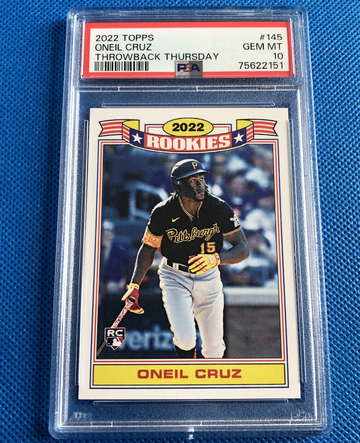 2022 TOPPS #145
ONEIL CRUZ GEM MT
THROWBACK THURSDAY 10
PSA 75622151
2022
ROOKIES
Pittsburgh
15
RC
verizon
ONEIL CRUZ